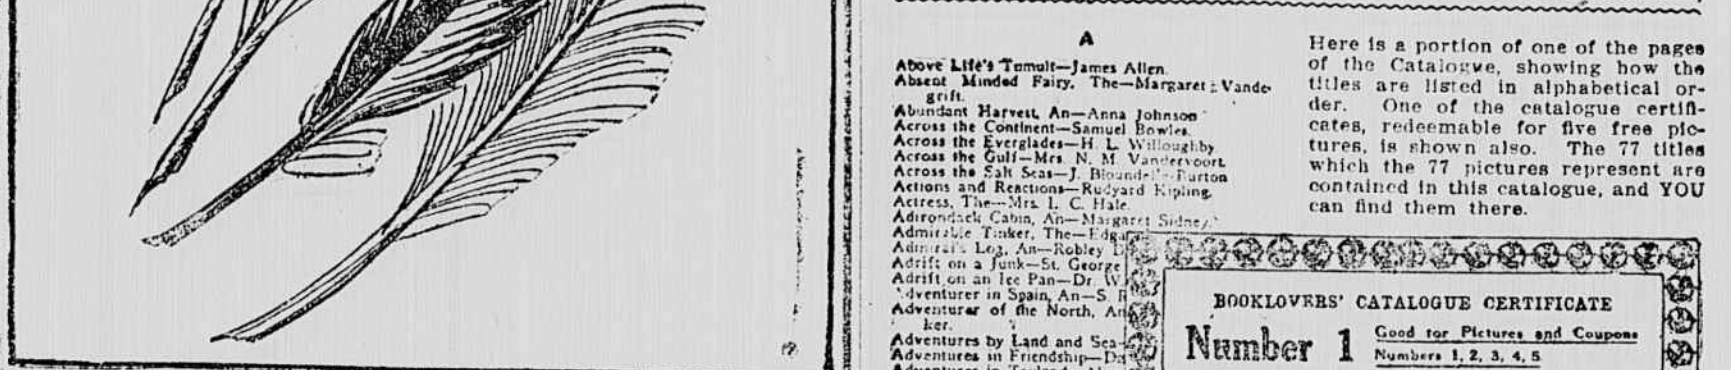 A
Above Life's Tumult—James Allen.
Absent Minded Fairy, The—Margaret Vande-
grift.
Abundant Harvest, An—Anna Johnson
Across the Continent—Samuel Bowles.
Across the Everglades—H. L. Willoughby
Across the Gulf—Mrs. N. M. Vandervoort
Across the Salt Seas—J. Bloundelle-Burton
Actions and Reactions—Rudyard Kipling.
Actress, The—Mrs. L. C. Hale.
Adirondack Cabin, An—Margaret Sidney.
Admirable Tinker, The—Edga
Admiral's Log, An—Robley
Adrift on a Junk—St. George
Adrift on an Ice Pan—Dr. W.
Adventurer in Spain, An—S.
Adventurer of the North, An
ker.
Adventures by Land and Sea
Adventures in Friendship—Da
Here is a portion of one of the pages
of the Catalogve, showing how the
titles are listed in alphabetical or-
der. One of the catalogue certifi-
cates, redeemable for five free pic-
tures, is shown also. The 77 titles
which the 77 pictures represent are
contained in this catalogue, and YOU
can find them there.
BOOKLOVERS' CATALOGUE CERTIFICATE
Number 1
Good for Pictures and Coupons
Numbers 1, 2, 3, 4, 5